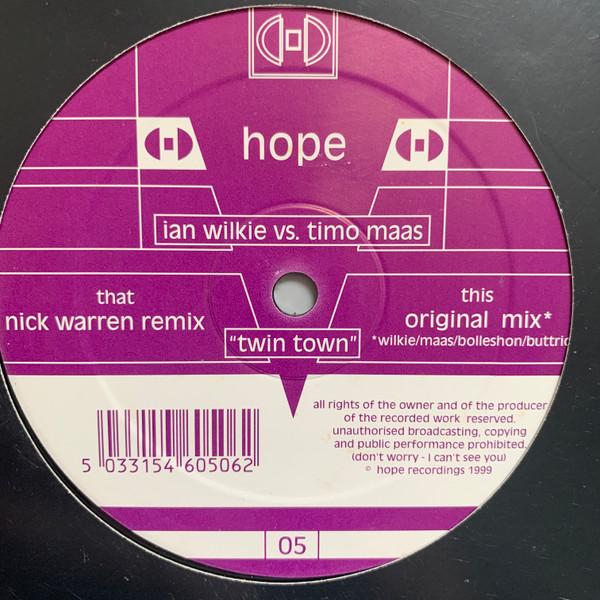 hope
ian wilkie vs. timo maas
that
nick warren remix
this
original mix*
*wilkie/maas/bolleshon/buttric
"twin town"
all rights of the owner and of the producer
of the recorded work reserved.
unauthorised broadcasting, copying
and public performance prohibited.
(don't worry - I can't see you)
© hope recordings 1999
5 033154 605062
05